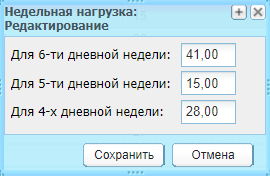 Недельная нагрузка:
Редактирование
Для 6-ти дневной недели: 41,00
Для 5-ти дневной недели: 15,00
Для 4-х дневной недели: 28,00
Сохранить Отмена